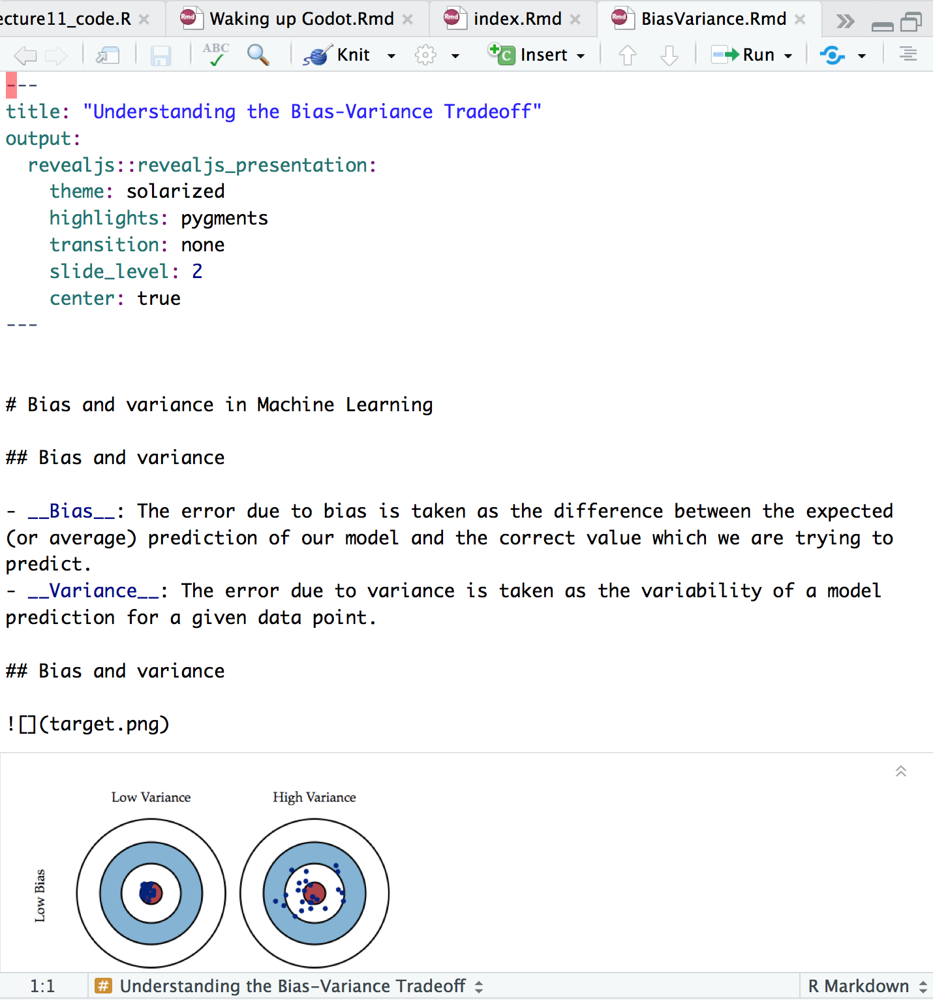 ecture11_code.R
Rmd Waking up Godot.Rmd
Rmd index.Rmd
Rmd BiasVariance.Rmd
ABC Knit C Insert Run
---
title: "Understanding the Bias-Variance Tradeoff"
output:
  revealjs::revealjs_presentation:
    theme: solarized
    highlights: pygments
    transition: none
    slide_level: 2
    center: true
---
# Bias and variance in Machine Learning
## Bias and variance
- __Bias__: The error due to bias is taken as the difference between the expected
(or average) prediction of our model and the correct value which we are trying to
predict.
- __Variance__: The error due to variance is taken as the variability of a model
prediction for a given data point.
## Bias and variance
![](target.png)
Low Variance High Variance
Low Bias
1:1 # Understanding the Bias-Variance Tradeoff R Markdown